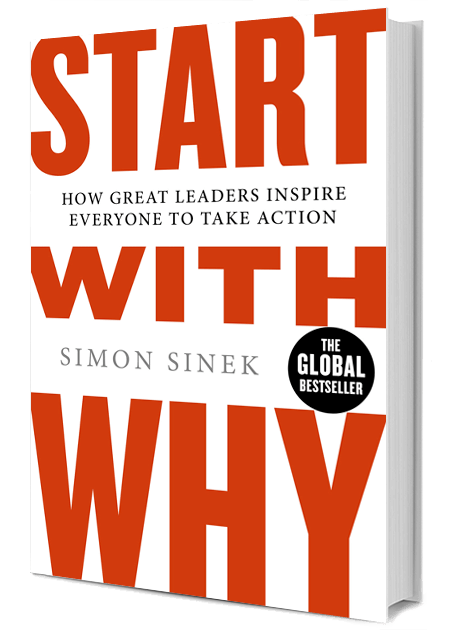 START
HOW GREAT LEADERS INSPIRE
EVERYONE TO TAKE ACTION
WITH
SIMON SINEK
THE
GLOBAL
BESTSELLER
WHY